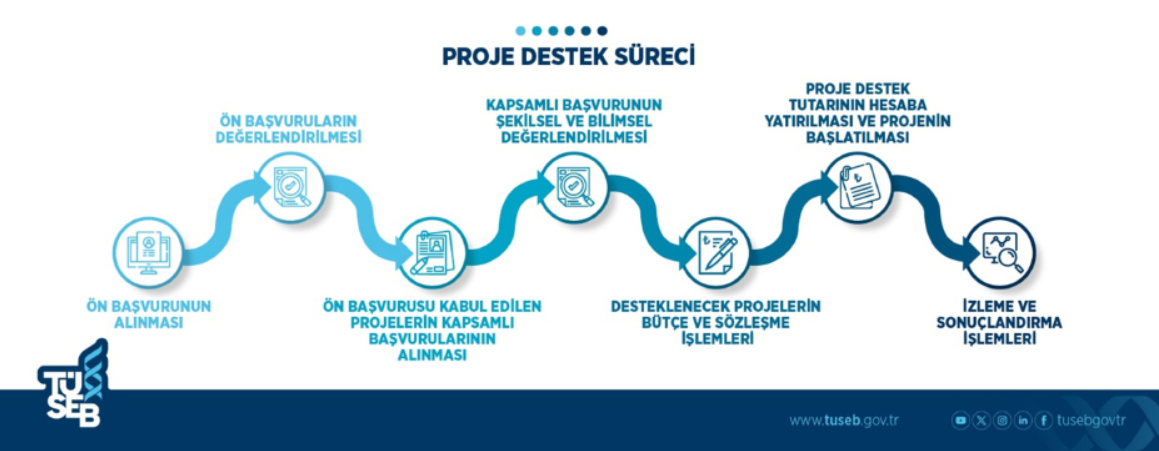 PROJE DESTEK SÜRECİ
ÖN BAŞVURUNUN
ALINMASI
ÖN BAŞVURULARIN
DEĞERLENDİRİLMESİ
ÖN BAŞVURUSU KABUL EDİLEN
PROJELERİN KAPSAMLI
BAŞVURULARININ
ALINMASI
KAPSAMLI BAŞVURUNUN
ŞEKİLSEL VE BİLİMSEL
DEĞERLENDİRİLMESİ
DESTEKLENECEK PROJELERİN
BÜTÇE VE SÖZLEŞME
İŞLEMLERİ
PROJE DESTEK
TUTARININ HESABA
YATIRILMASI VE PROJENİN
BAŞLATILMASI
İZLEME VE
SONUÇLANDIRMA
İŞLEMLERİ
TÜ
SEB
www.tuseb.gov.tr
tusebgovtr